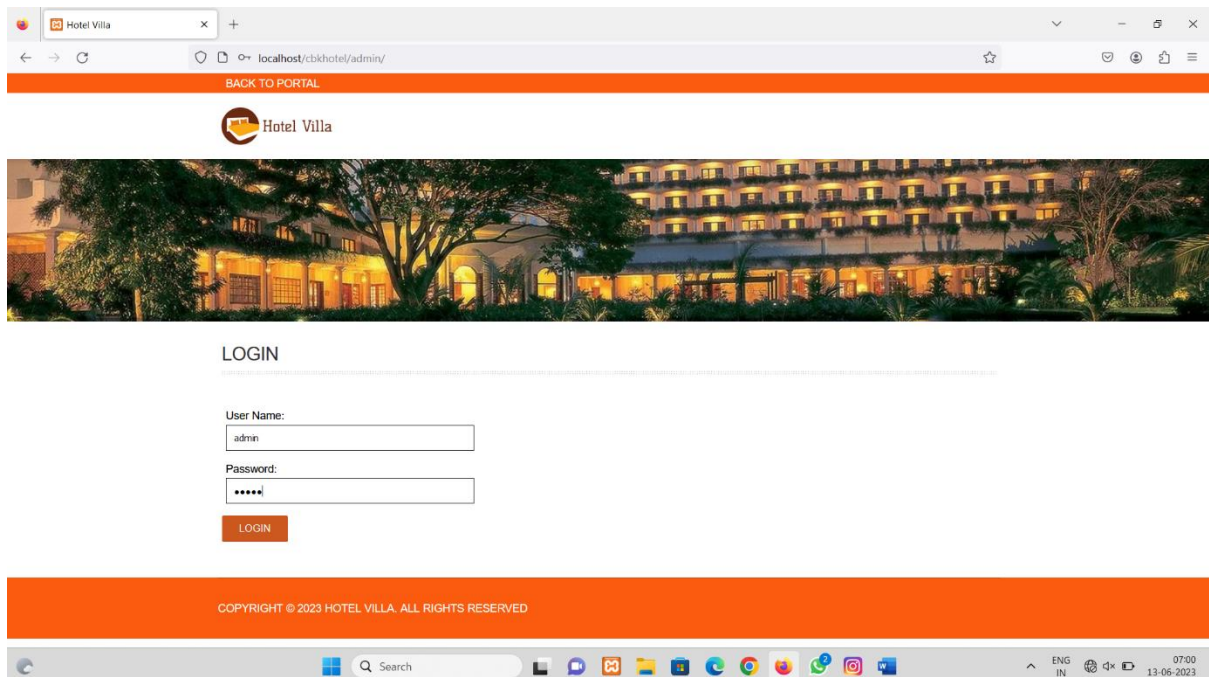 Hotel Villa
localhost/cbkhotel/admin/
BACK TO PORTAL
Hotel Villa
LOGIN
User Name:
admin
Password:
•••••
LOGIN
COPYRIGHT © 2023 HOTEL VILLA. ALL RIGHTS RESERVED
Search
2
ENG
IN
07:00
13-06-2023